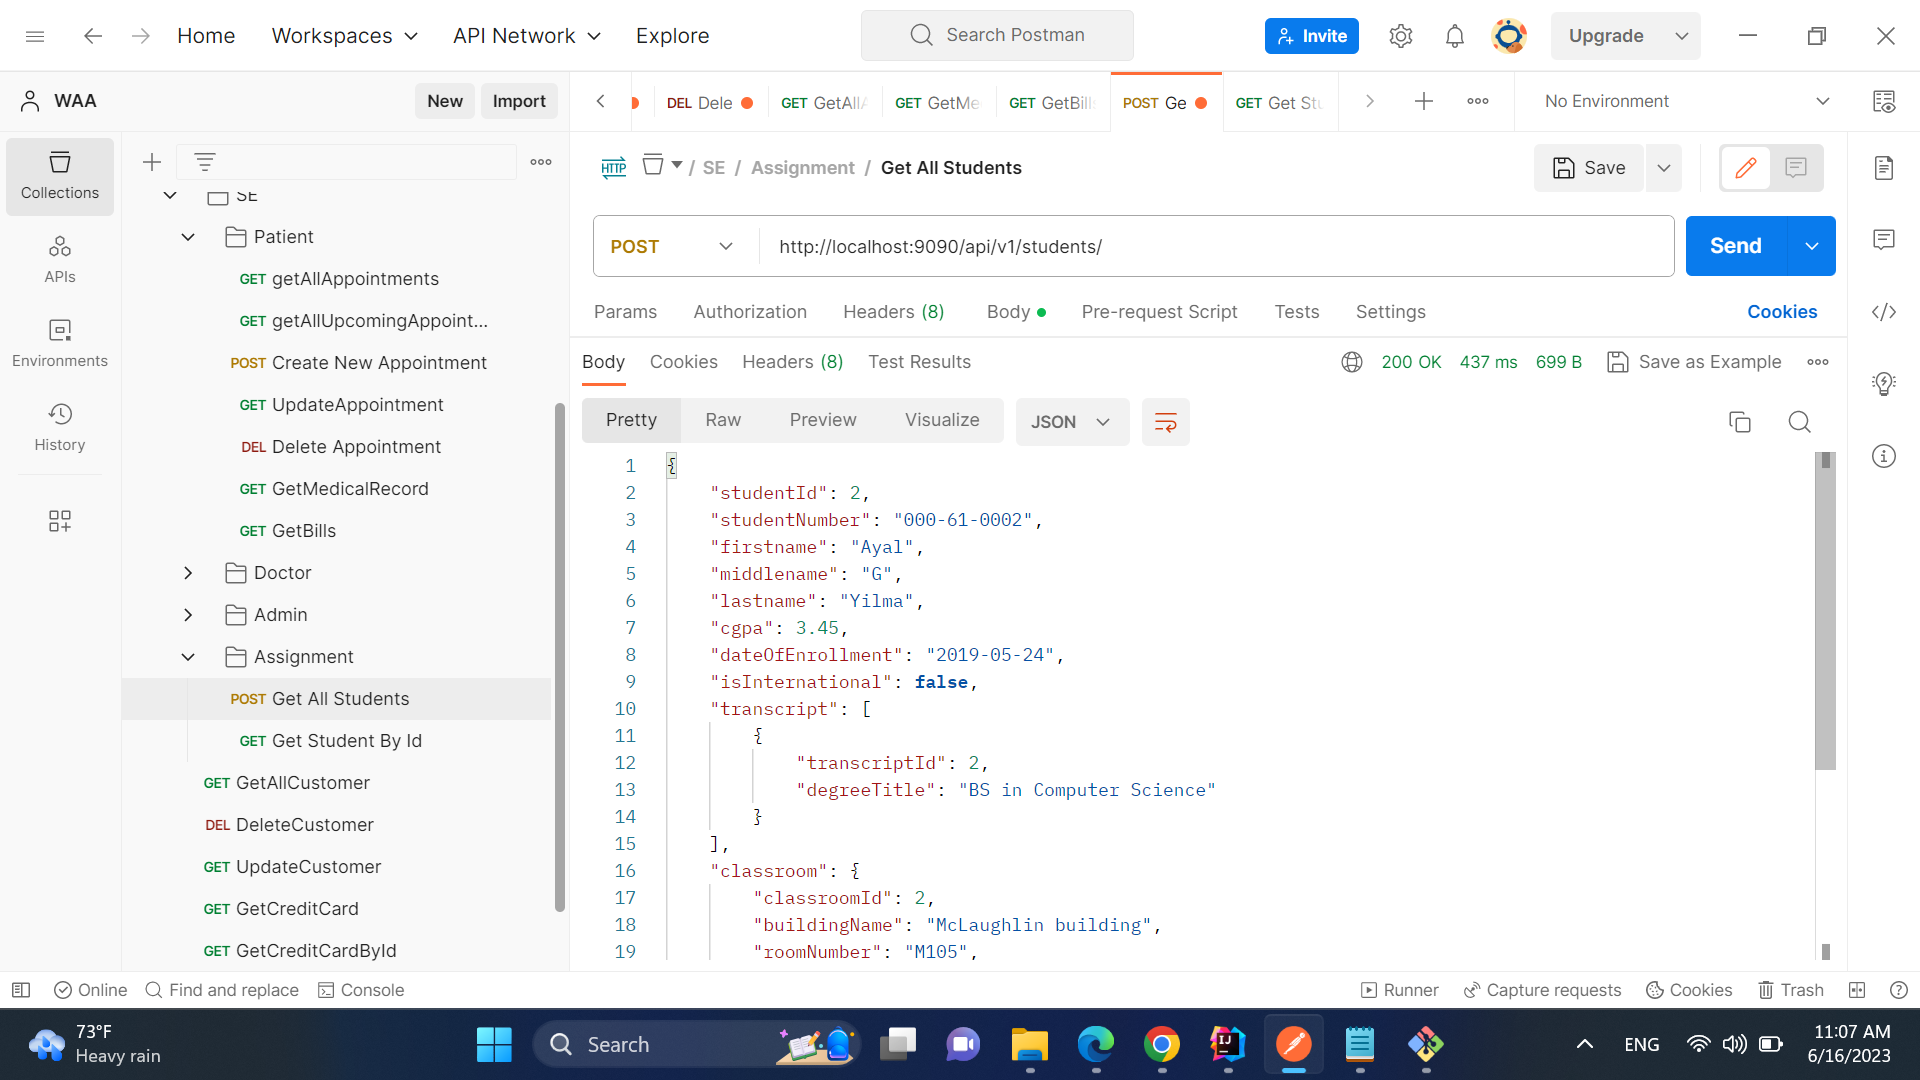 Home
Workspaces
API Network
Explore
Search Postman
Invite
Upgrade
WAA
New
Import
DEL Dele
GET GetAllA
GET GetMe
GET GetBills
POST Ge
GET Get Stu
No Environment
Collections
APIs
Environments
History
SE
Patient
GET getAllAppointments
GET getAllUpcomingAppoint...
POST Create New Appointment
GET UpdateAppointment
DEL Delete Appointment
GET GetMedicalRecord
GET GetBills
Doctor
Admin
Assignment
POST Get All Students
GET Get Student By Id
GET GetAllCustomer
DEL DeleteCustomer
GET UpdateCustomer
GET GetCreditCard
GET GetCreditCardById
HTTP / SE / Assignment / Get All Students
Save
POST
http://localhost:9090/api/v1/students/
Send
Params
Authorization
Headers (8)
Body
Pre-request Script
Tests
Settings
Cookies
Body
Cookies
Headers (8)
Test Results
200 OK
437 ms
699 B
Save as Example
Pretty
Raw
Preview
Visualize
JSON
1 {
2 "studentId": 2,
3 "studentNumber": "000-61-0002",
4 "firstname": "Ayal",
5 "middlename": "G",
6 "lastname": "Yilma",
7 "cgpa": 3.45,
8 "dateOfEnrollment": "2019-05-24",
9 "isInternational": false,
10 "transcript": [
11 {
12 "transcriptId": 2,
13 "degreeTitle": "BS in Computer Science"
14 }
15 ],
16 "classroom": {
17 "classroomId": 2,
18 "buildingName": "McLaughlin building",
19 "roomNumber": "M105",
Online
Find and replace
Console
Runner
Capture requests
Cookies
Trash
73°F
Heavy rain
Search
IJ
ENG
11:07 AM
6/16/2023